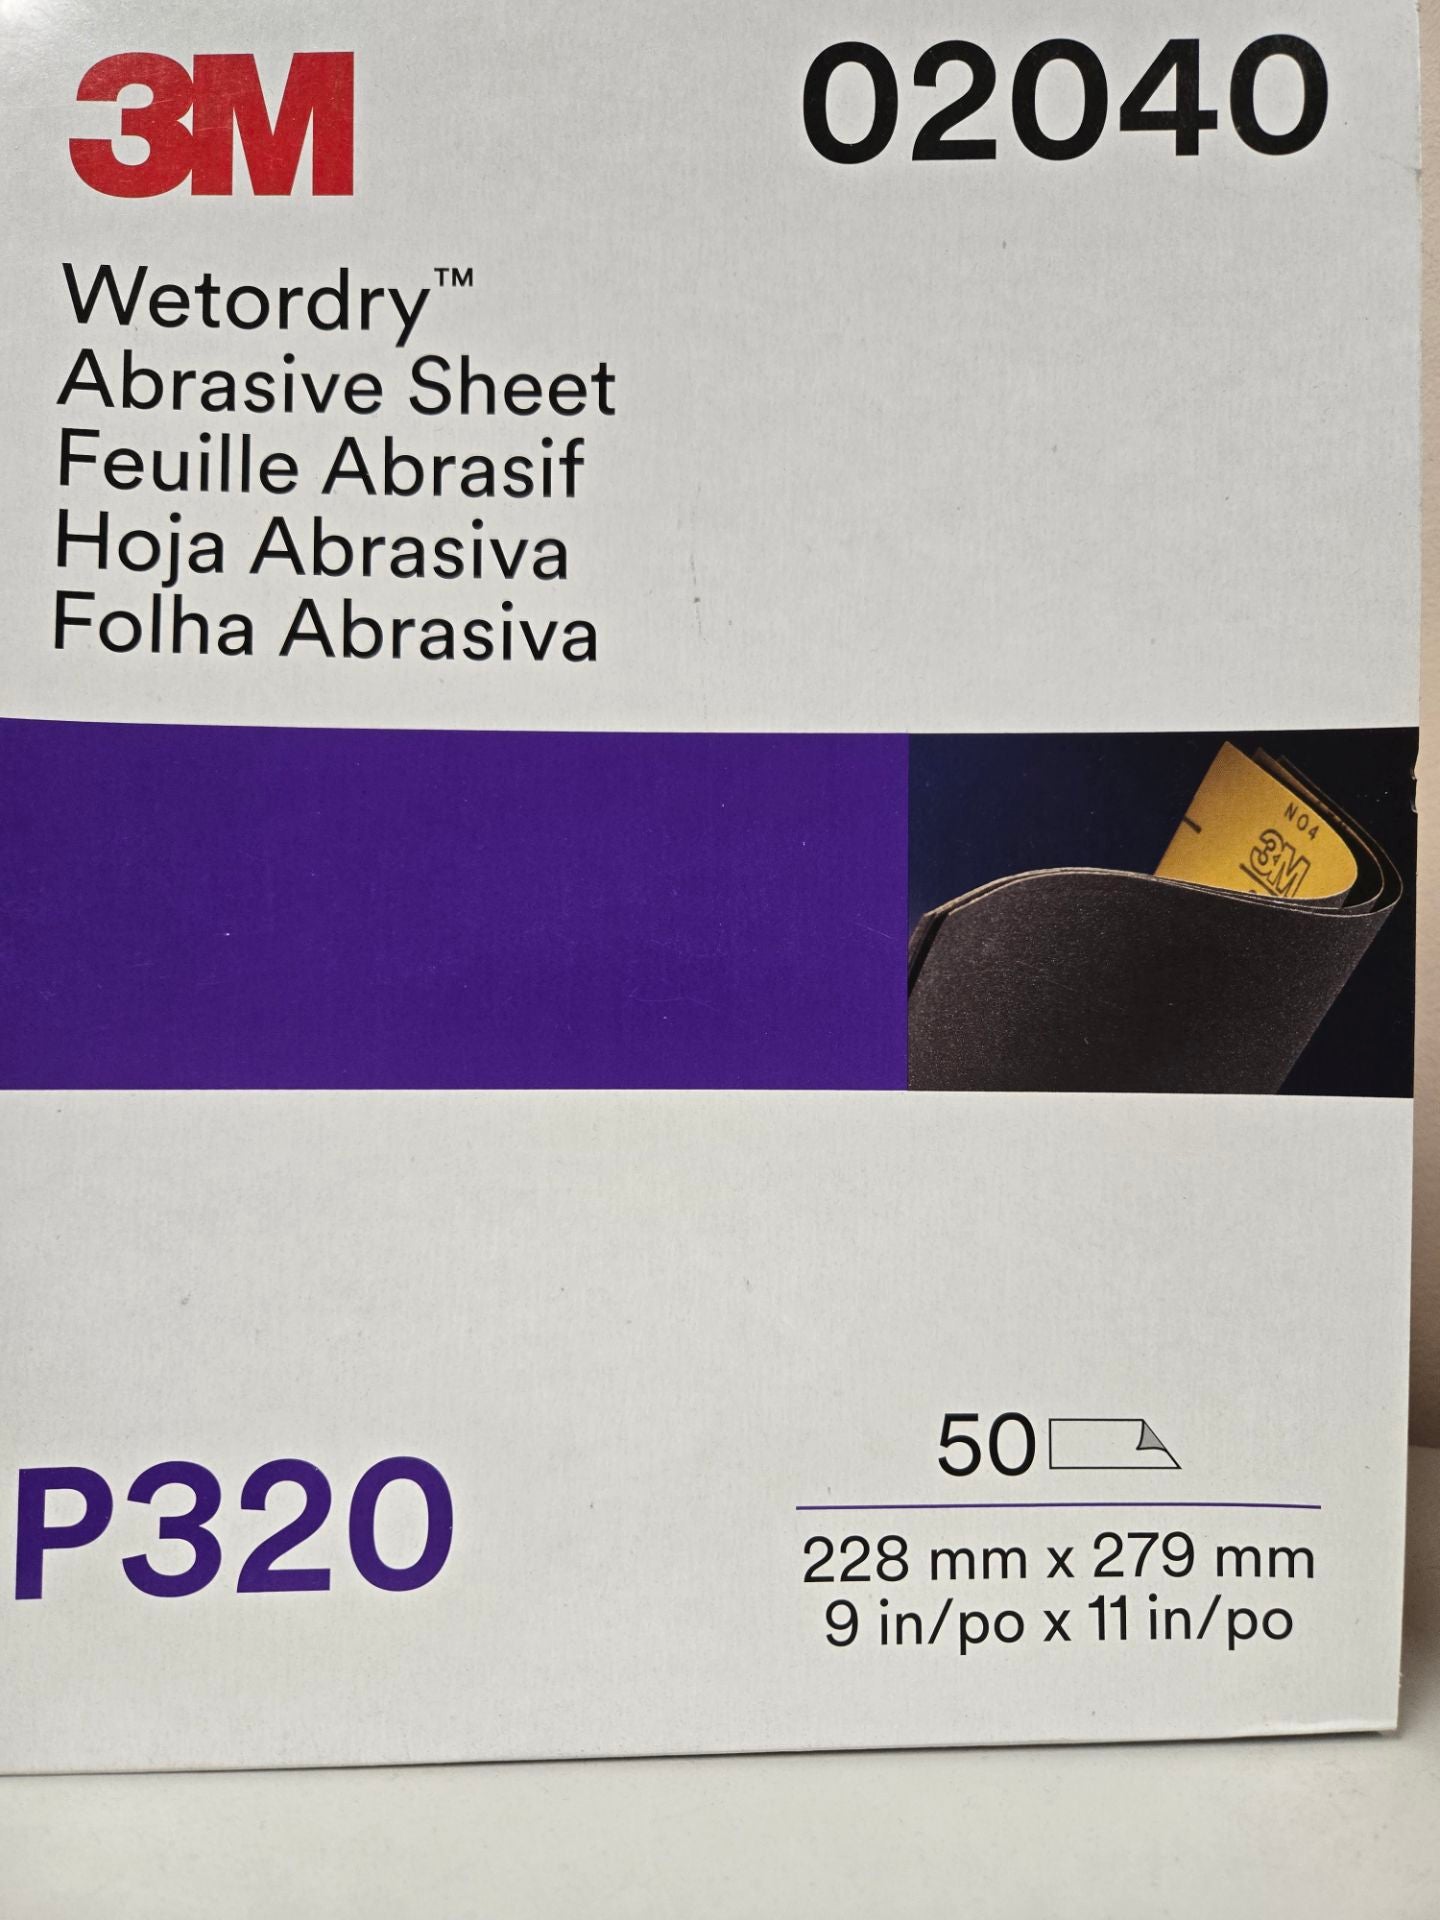 3M
02040
Wetordry™
Abrasive Sheet
Feuille Abrasif
Hoja Abrasiva
Folha Abrasiva
NO4
3M
P320
50
228 mm x 279 mm
9 in/po x 11 in/po